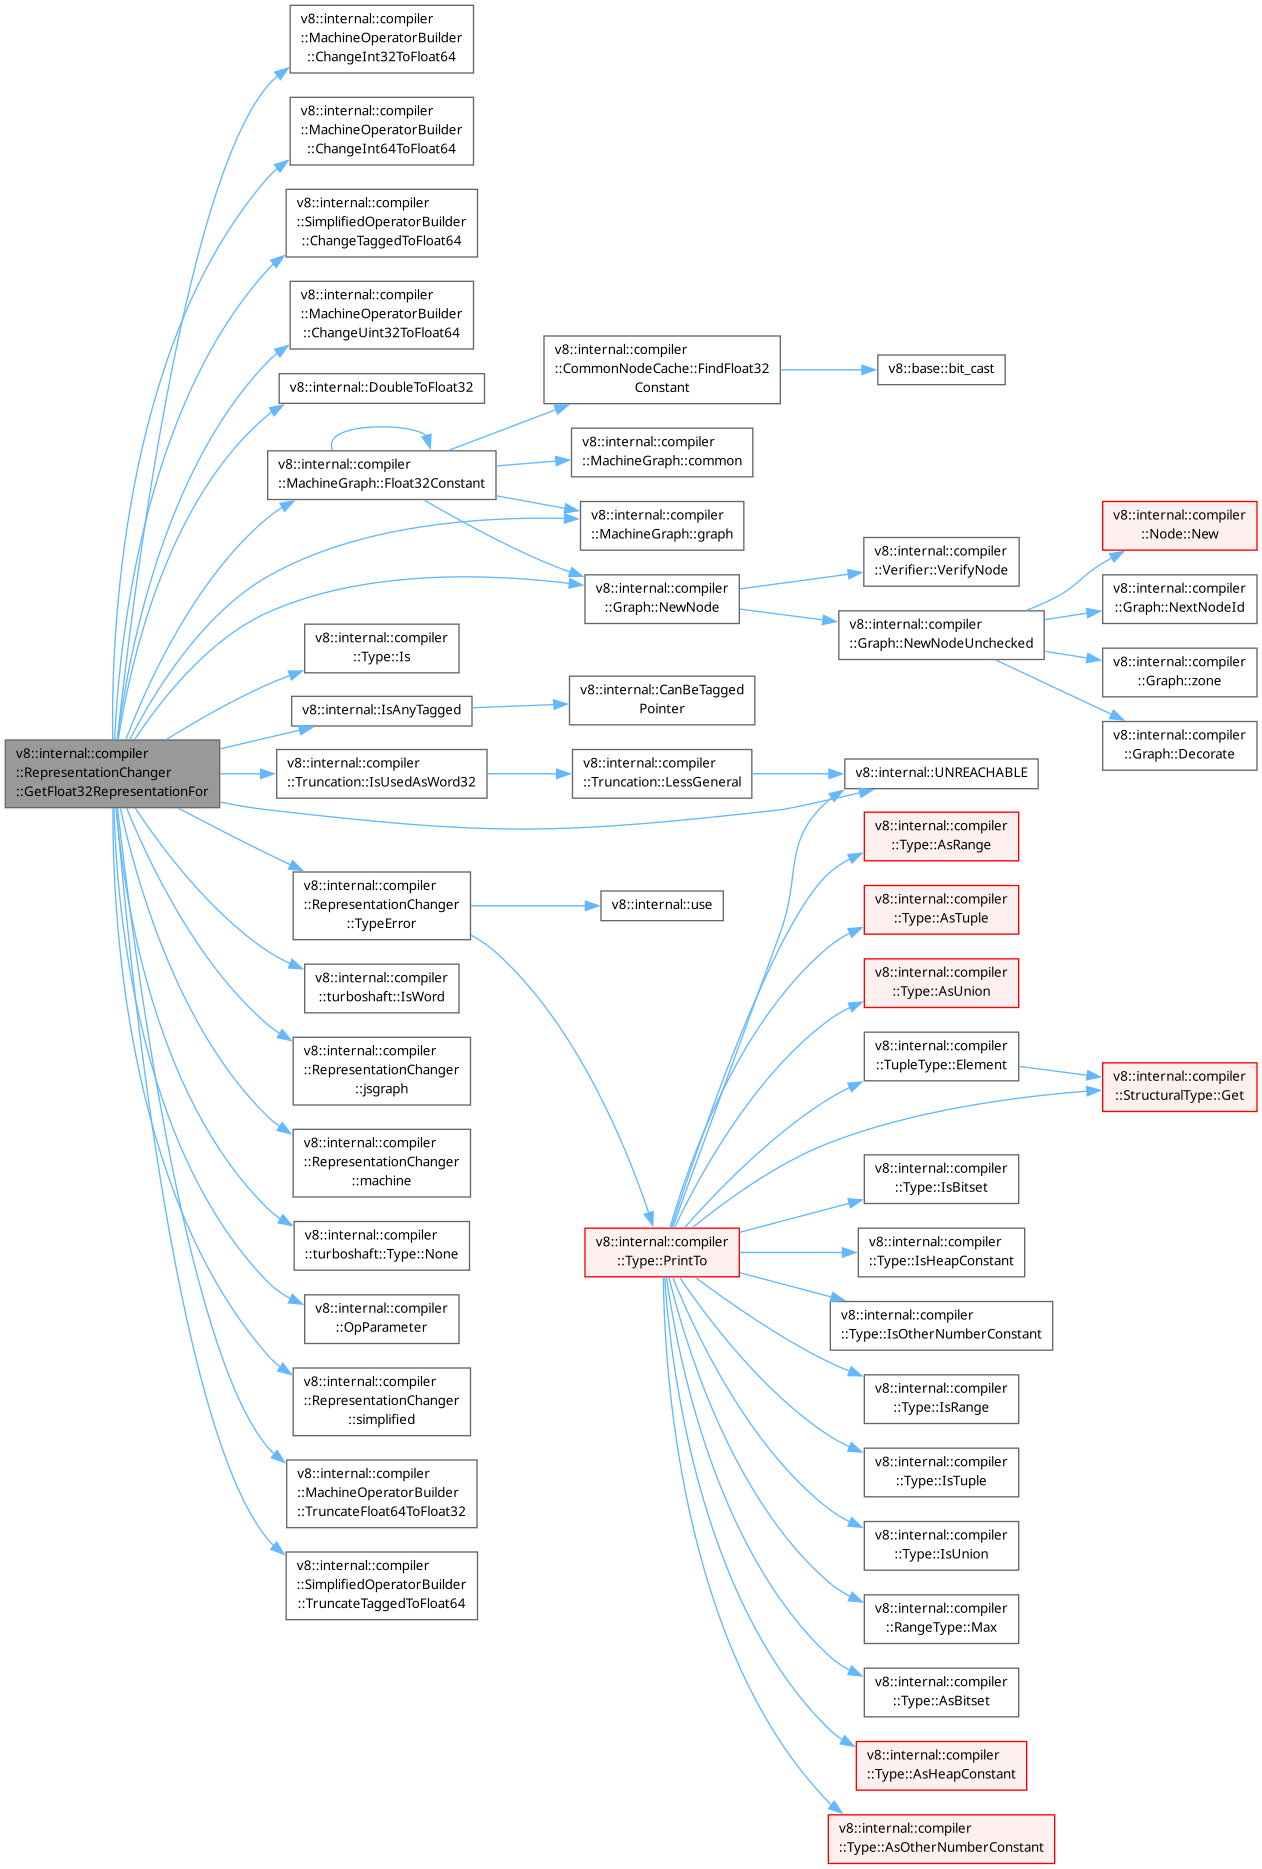 v8::internal::compiler
::MachineOperatorBuilder
::ChangeInt32ToFloat64
v8::internal::compiler
::MachineOperatorBuilder
::ChangeInt64ToFloat64
v8::internal::compiler
::SimplifiedOperatorBuilder
::ChangeTaggedToFloat64
v8::internal::compiler
::MachineOperatorBuilder
::ChangeUint32ToFloat64
v8::internal::DoubleToFloat32
v8::internal::compiler
::MachineGraph::Float32Constant
v8::internal::compiler
::CommonNodeCache::FindFloat32
Constant
v8::base::bit_cast
v8::internal::compiler
::MachineGraph::common
v8::internal::compiler
::MachineGraph::graph
v8::internal::compiler
::Graph::NewNode
v8::internal::compiler
::Verifier::VerifyNode
v8::internal::compiler
::Graph::NewNodeUnchecked
v8::internal::compiler
::Node::New
v8::internal::compiler
::Graph::NextNodeId
v8::internal::compiler
::Graph::zone
v8::internal::compiler
::Graph::Decorate
v8::internal::compiler
::Type::Is
v8::internal::IsAnyTagged
v8::internal::CanBeTagged
Pointer
v8::internal::compiler
::RepresentationChanger
::GetFloat32RepresentationFor
v8::internal::compiler
::Truncation::IsUsedAsWord32
v8::internal::compiler
::Truncation::LessGeneral
v8::internal::UNREACHABLE
v8::internal::compiler
::Type::AsRange
v8::internal::compiler
::RepresentationChanger
::TypeError
v8::internal::use
v8::internal::compiler
::Type::AsTuple
v8::internal::compiler
::turboshaft::IsWord
v8::internal::compiler
::Type::AsUnion
v8::internal::compiler
::RepresentationChanger
::jsgraph
v8::internal::compiler
::TupleType::Element
v8::internal::compiler
::StructuralType::Get
v8::internal::compiler
::RepresentationChanger
::machine
v8::internal::compiler
::Type::IsBitset
v8::internal::compiler
::turboshaft::Type::None
v8::internal::compiler
::Type::PrintTo
v8::internal::compiler
::Type::IsHeapConstant
v8::internal::compiler
::OpParameter
v8::internal::compiler
::Type::IsOtherNumberConstant
v8::internal::compiler
::RepresentationChanger
::simplified
v8::internal::compiler
::Type::IsRange
v8::internal::compiler
::MachineOperatorBuilder
::TruncateFloat64ToFloat32
v8::internal::compiler
::Type::IsTuple
v8::internal::compiler
::Type::IsUnion
v8::internal::compiler
::SimplifiedOperatorBuilder
::TruncateTaggedToFloat64
v8::internal::compiler
::RangeType::Max
v8::internal::compiler
::Type::AsBitset
v8::internal::compiler
::Type::AsHeapConstant
v8::internal::compiler
::Type::AsOtherNumberConstant